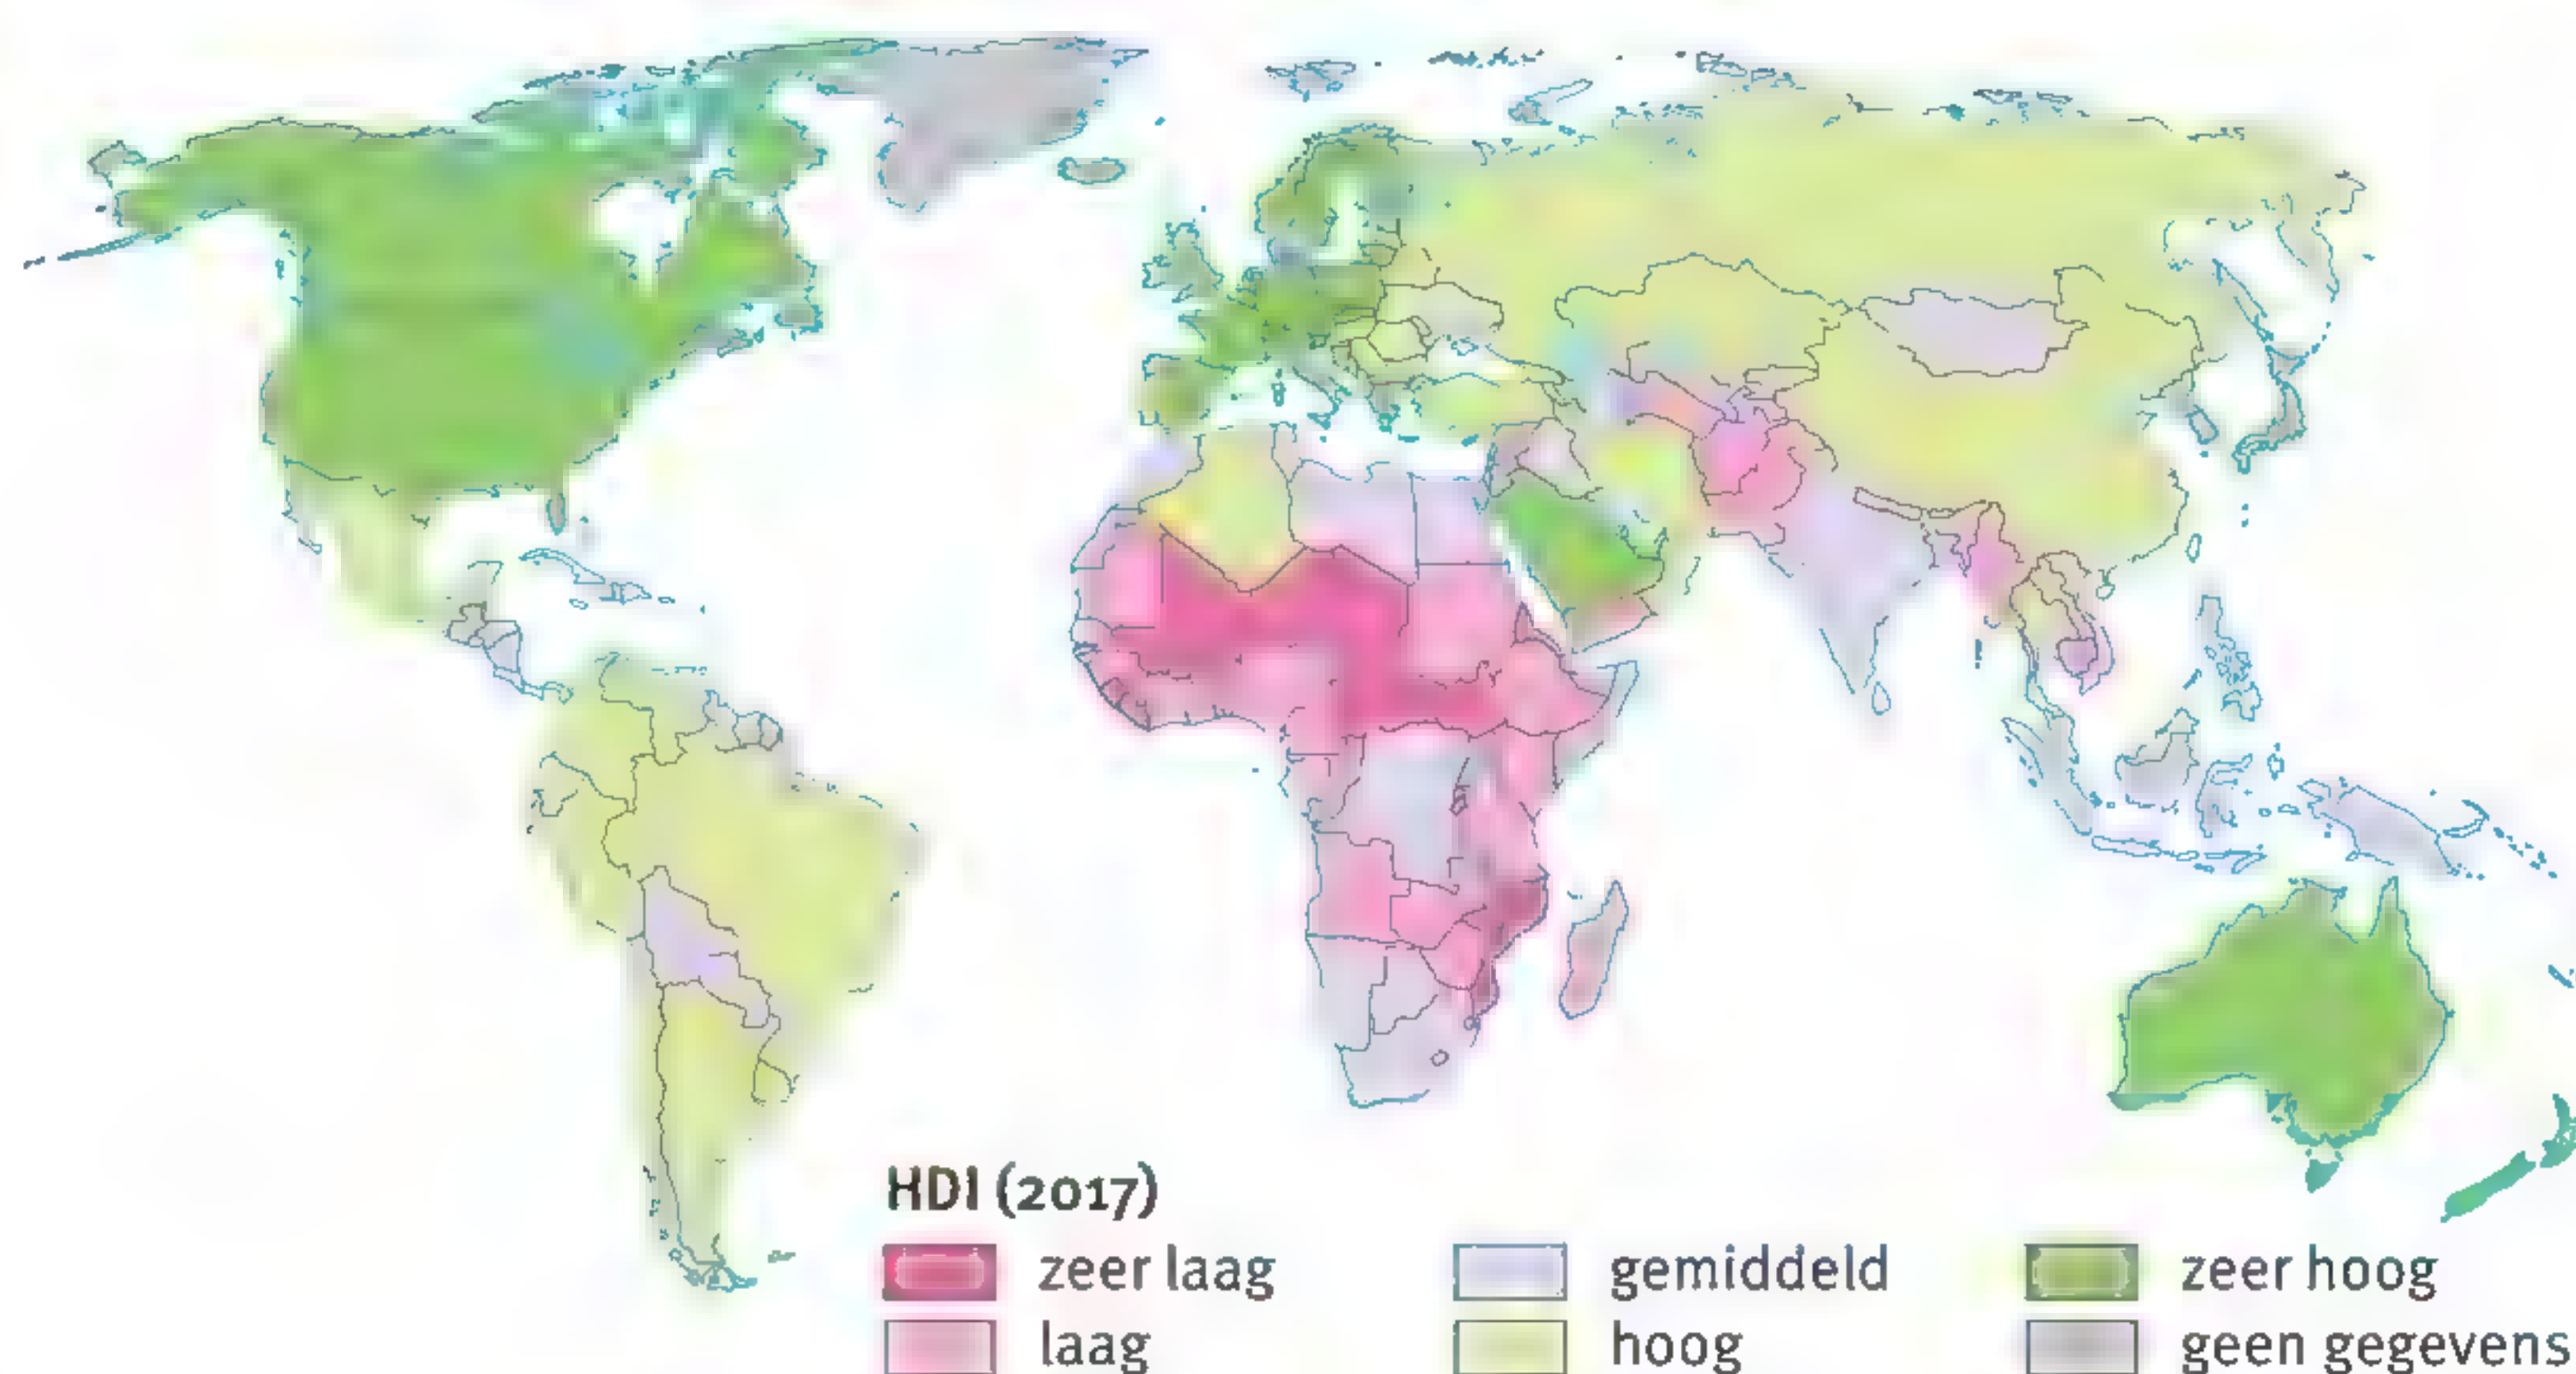 HDI (2017)
zeer laag
gemiddeld
zeer hoog
laag
hoog
geen gegevens